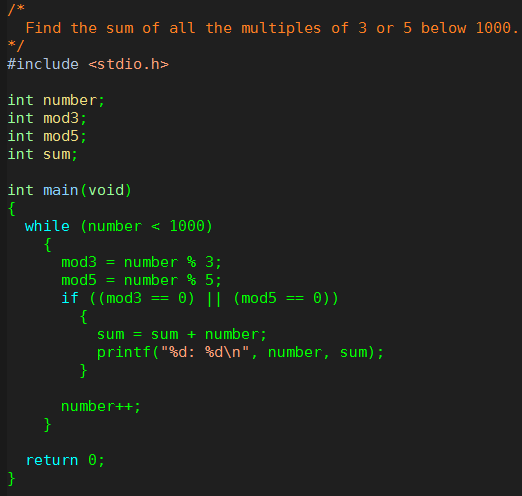 /*
  Find the sum of all the multiples of 3 or 5 below 1000.
*/
#include <stdio.h>

int number;
int mod3;
int mod5;
int sum;

int main(void)
{
  while (number < 1000)
    {
      mod3 = number % 3;
      mod5 = number % 5;
      if ((mod3 == 0) || (mod5 == 0))
        {
          sum = sum + number;
          printf("%d: %d\n", number, sum);
        }

      number++;
    }

  return 0;
}